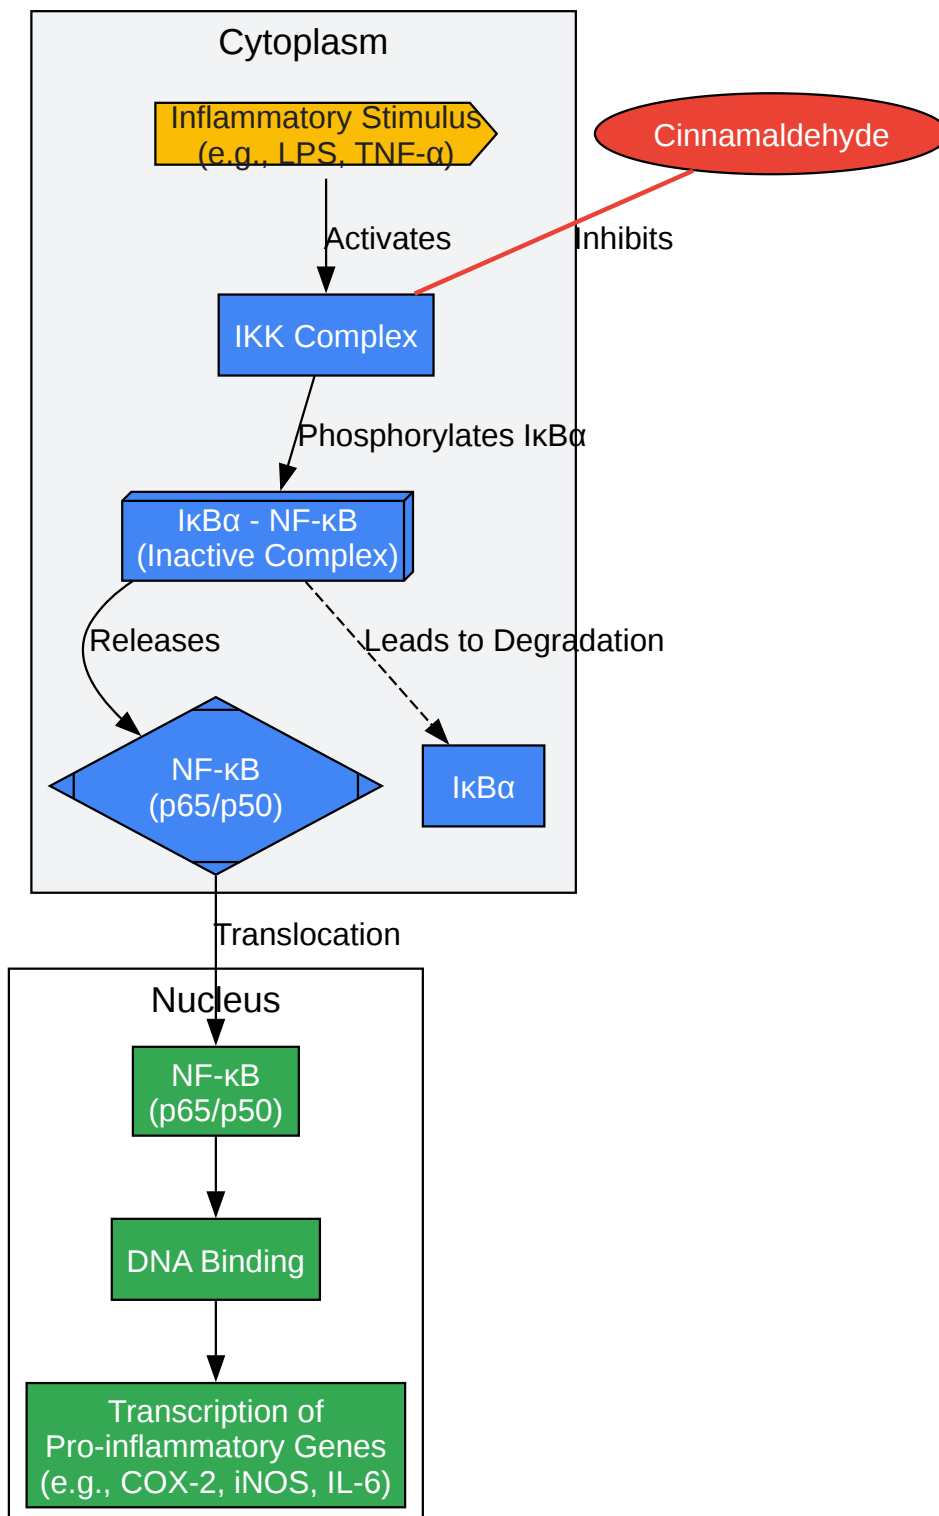 Cytoplasm
Inflammatory Stimulus
(e.g., LPS, TNF-α)
Cinnamaldehyde
Activates
Inhibits
IKK Complex
Phosphorylates IκBα
IκBα - NF-κB
(Inactive Complex)
Releases
Leads to Degradation
NF-κB
(p65/p50)
IκBα
Translocation
Nucleus
NF-κB
(p65/p50)
DNA Binding
Transcription of
Pro-inflammatory Genes
(e.g., COX-2, iNOS, IL-6)